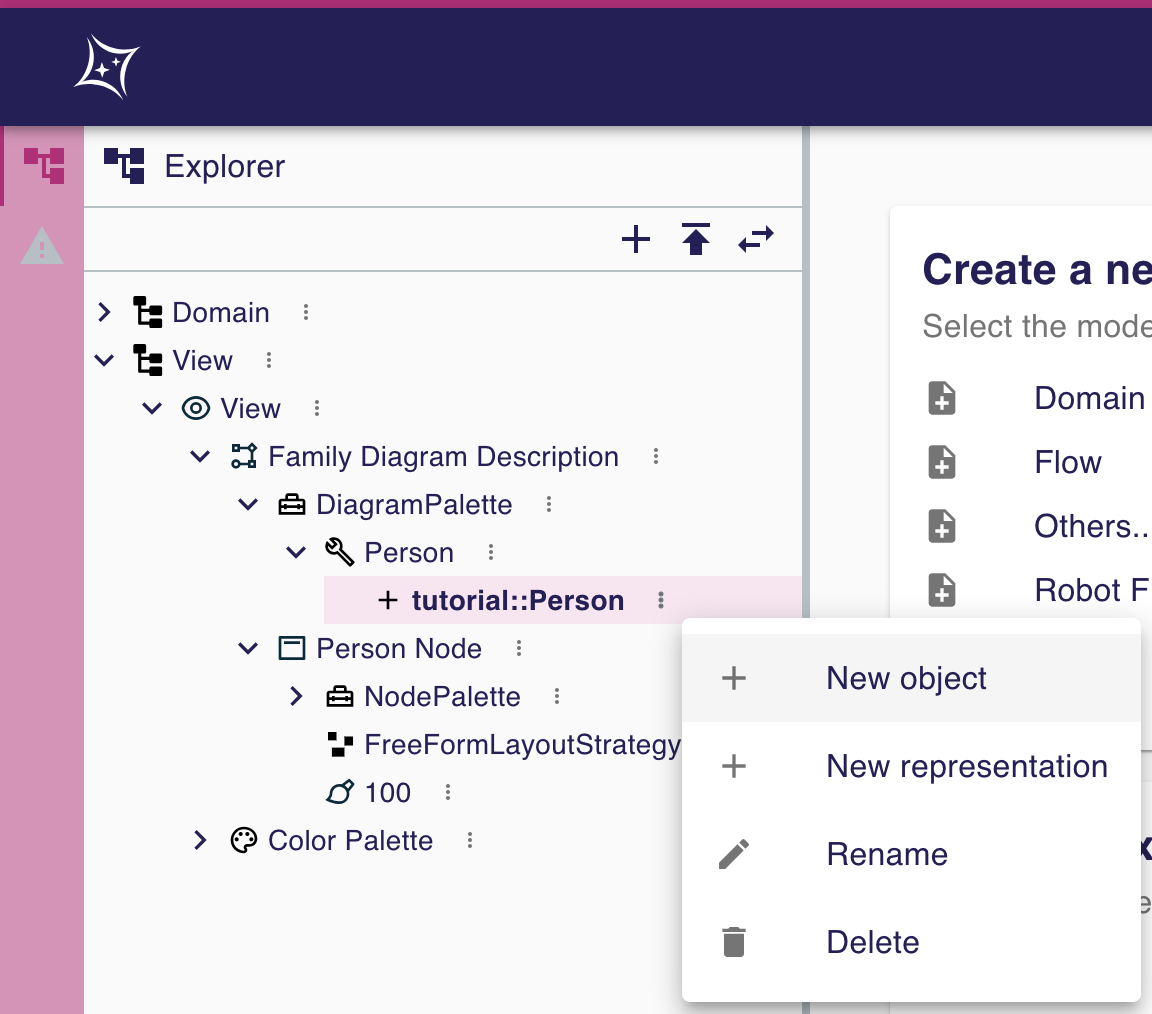 Explorer
Domain
View
View
Family Diagram Description
DiagramPalette
Person
tutorial::Person
Person Node
NodePalette
FreeFormLayoutStrategy
100
Color Palette
Create a ne
Select the mode
Domain
Flow
Others..
Robot F
New object
New representation
Rename
Delete